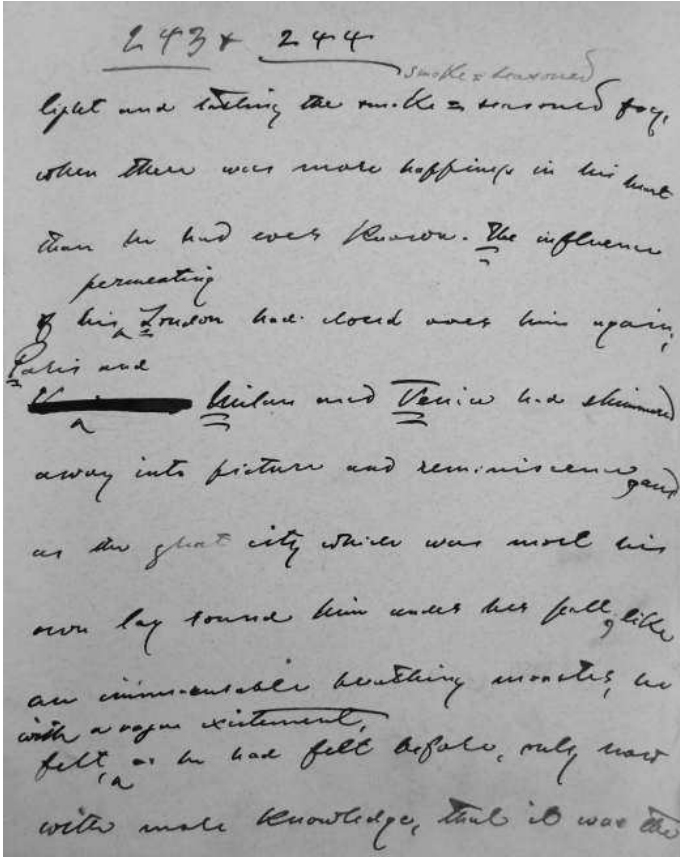 243 & 244
smoke=seasoned
light and tasting the smoke=seasoned fog,
when there was more happiness in his heart
than he had ever known. The influence
permeating
of his London had closed over him again;
Paris and
Milan and Venice had shimmered
away into picture and reminiscence; and
as the great city which was most his
own lay round him under her pall, like
an immeasurable breathing monster, he
with a vague excitement,
felt, as he had felt before, only now
with more knowledge, that it was the